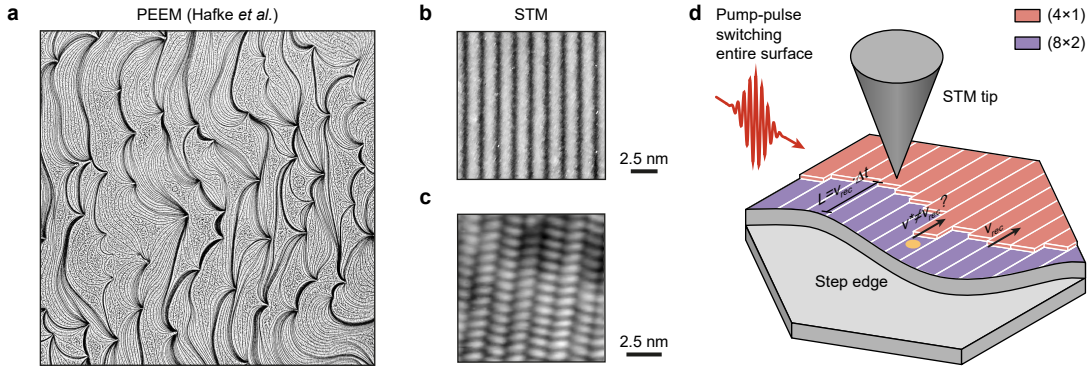 a
PEEM (Hafke et al.)
b
STM
2.5 nm
c
2.5 nm
d
Pump-pulse
switching
entire surface
(4×1)
(8×2)
STM tip
L=v_rec Δt
v*≠v_rec ?
v_rec
Step edge